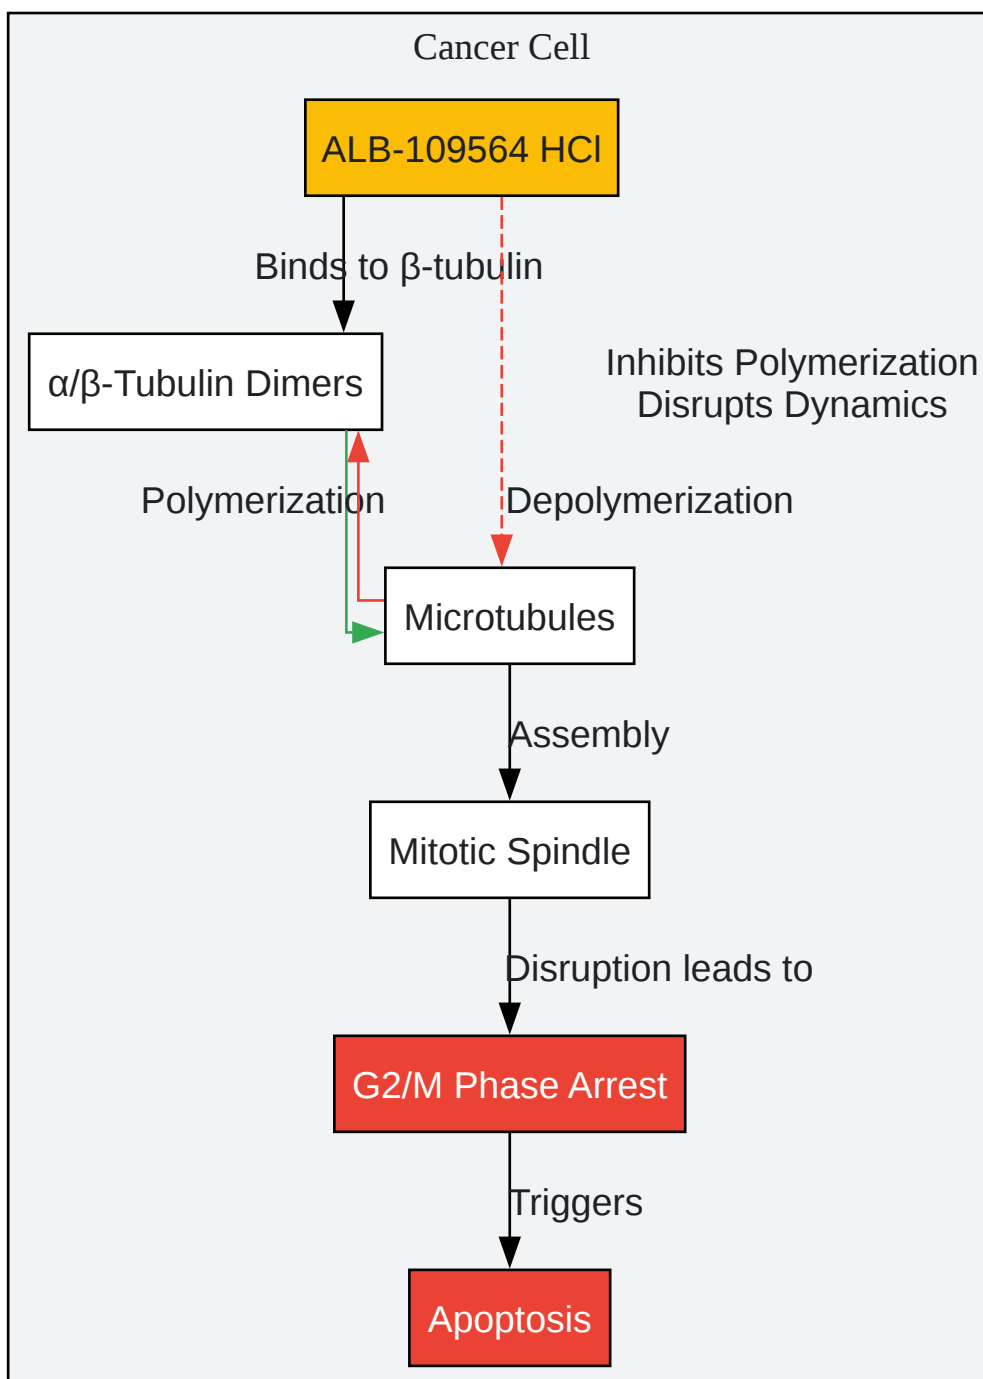 Cancer Cell
ALB-109564 HCl
Binds to β-tubulin
α/β-Tubulin Dimers
Inhibits Polymerization
Disrupts Dynamics
Polymerization
Depolymerization
Microtubules
Assembly
Mitotic Spindle
Disruption leads to
G2/M Phase Arrest
Triggers
Apoptosis